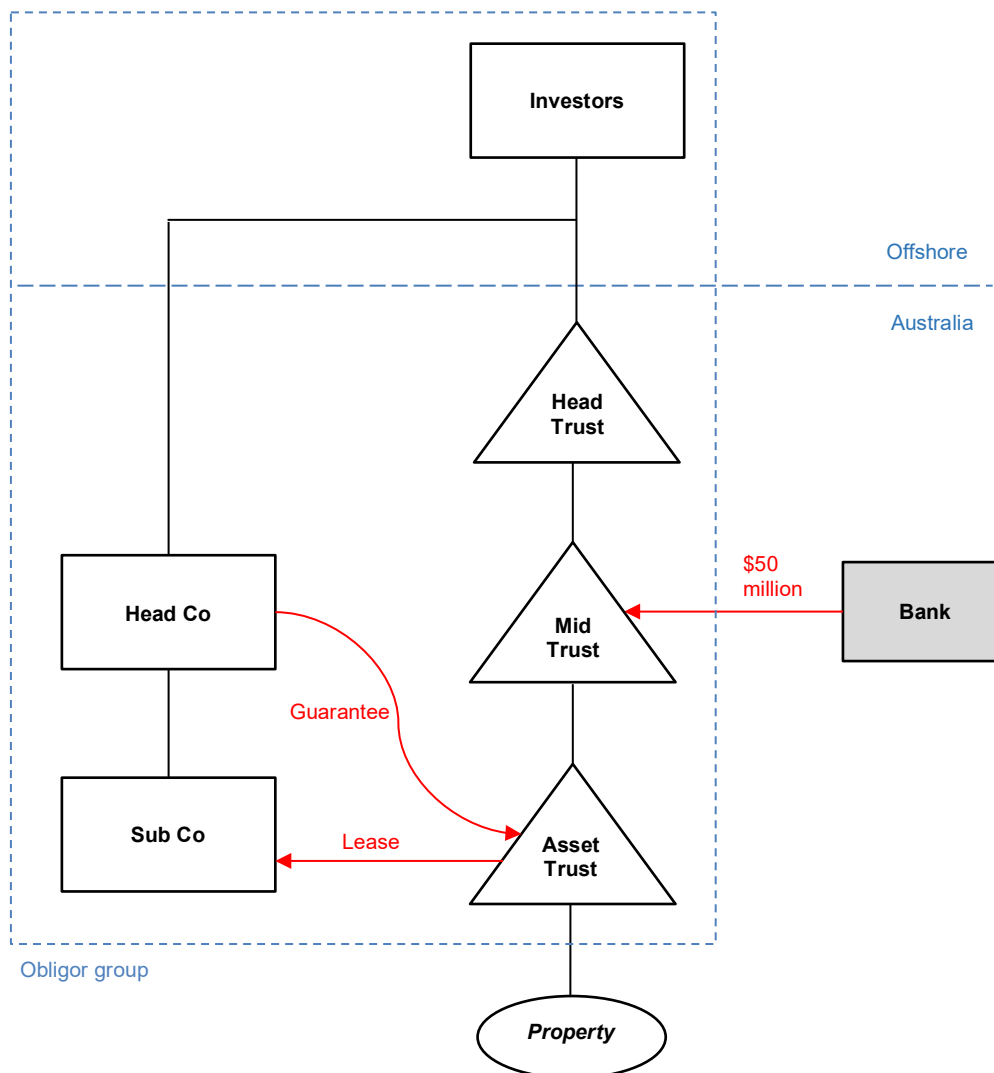 Investors
Offshore
Australia
Head
Trust
$50
million
Head Co
Mid
Trust
Bank
Guarantee
Sub Co
Lease
Asset
Trust
Obligor group
Property